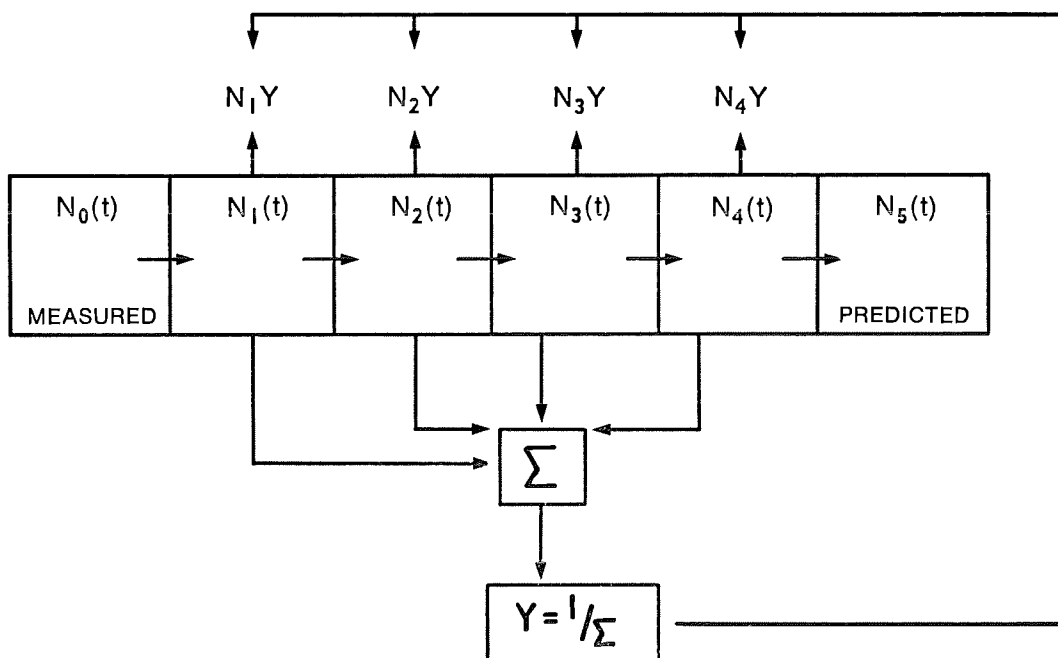 N₁Y N₂Y N₃Y N₄Y
N₀(t) N₁(t) N₂(t) N₃(t) N₄(t) N₅(t)
MEASURED PREDICTED
Σ
Y = 1/Σ